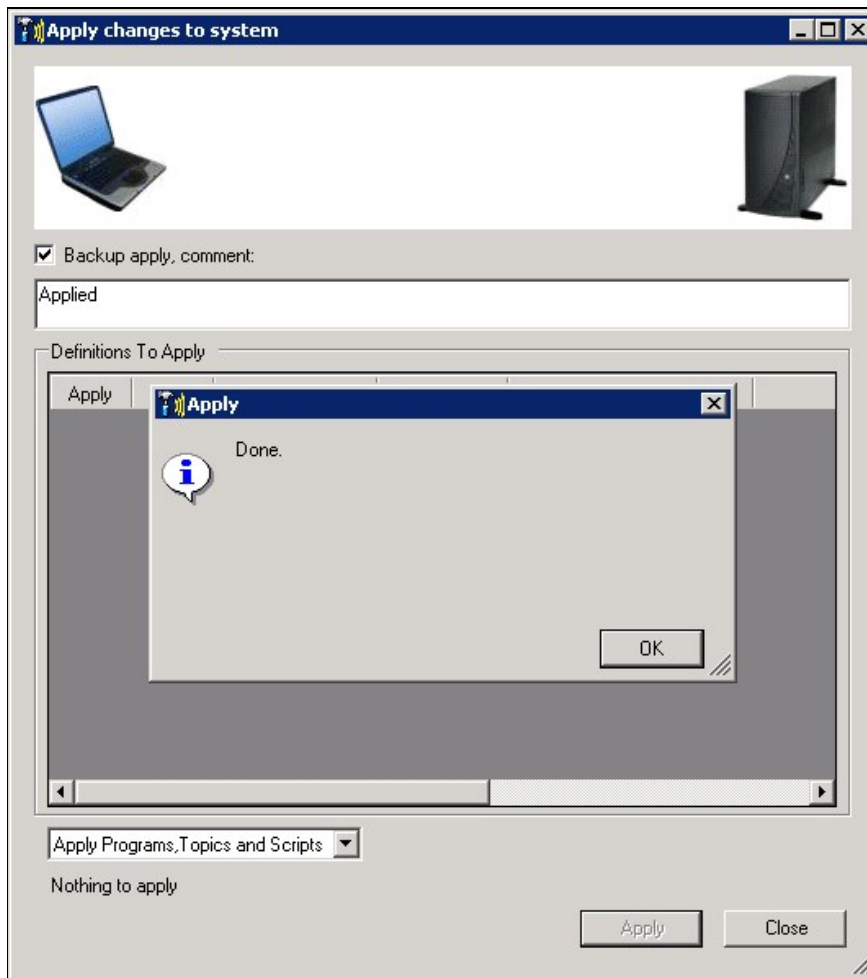 Apply changes to system
Backup apply, comment:
Applied
Definitions To Apply
Apply
Apply
Done.
OK
Apply Programs,Topics and Scripts
Nothing to apply
Apply
Close